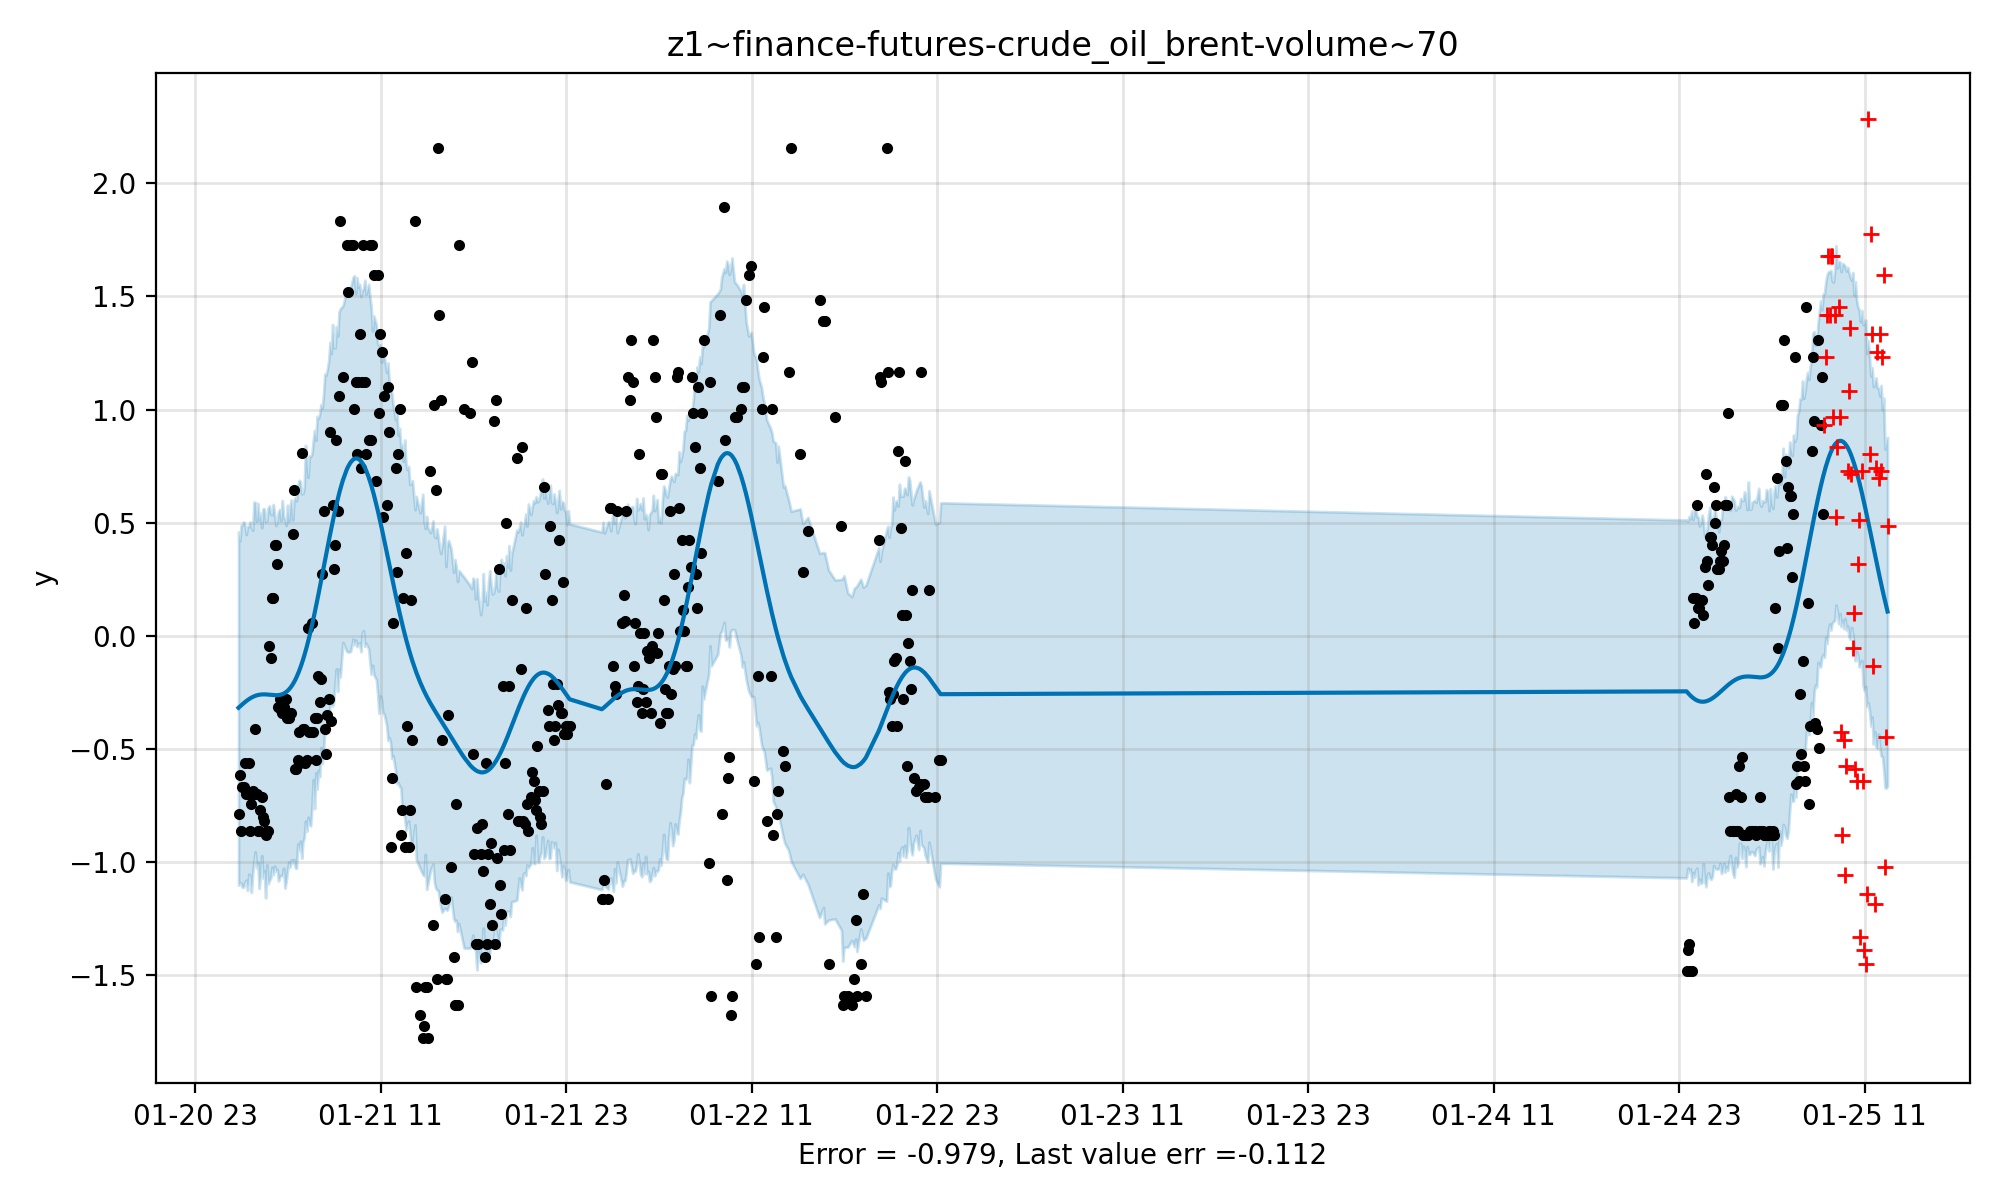 z1~finance-futures-crude_oil_brent-volume~70
y
2.0
1.5
1.0
0.5
0.0
−0.5
−1.0
−1.5
01-20 23 01-21 11 01-21 23 01-22 11 01-22 23 01-23 11 01-23 23 01-24 11 01-24 23 01-25 11
Error = -0.979, Last value err =-0.112